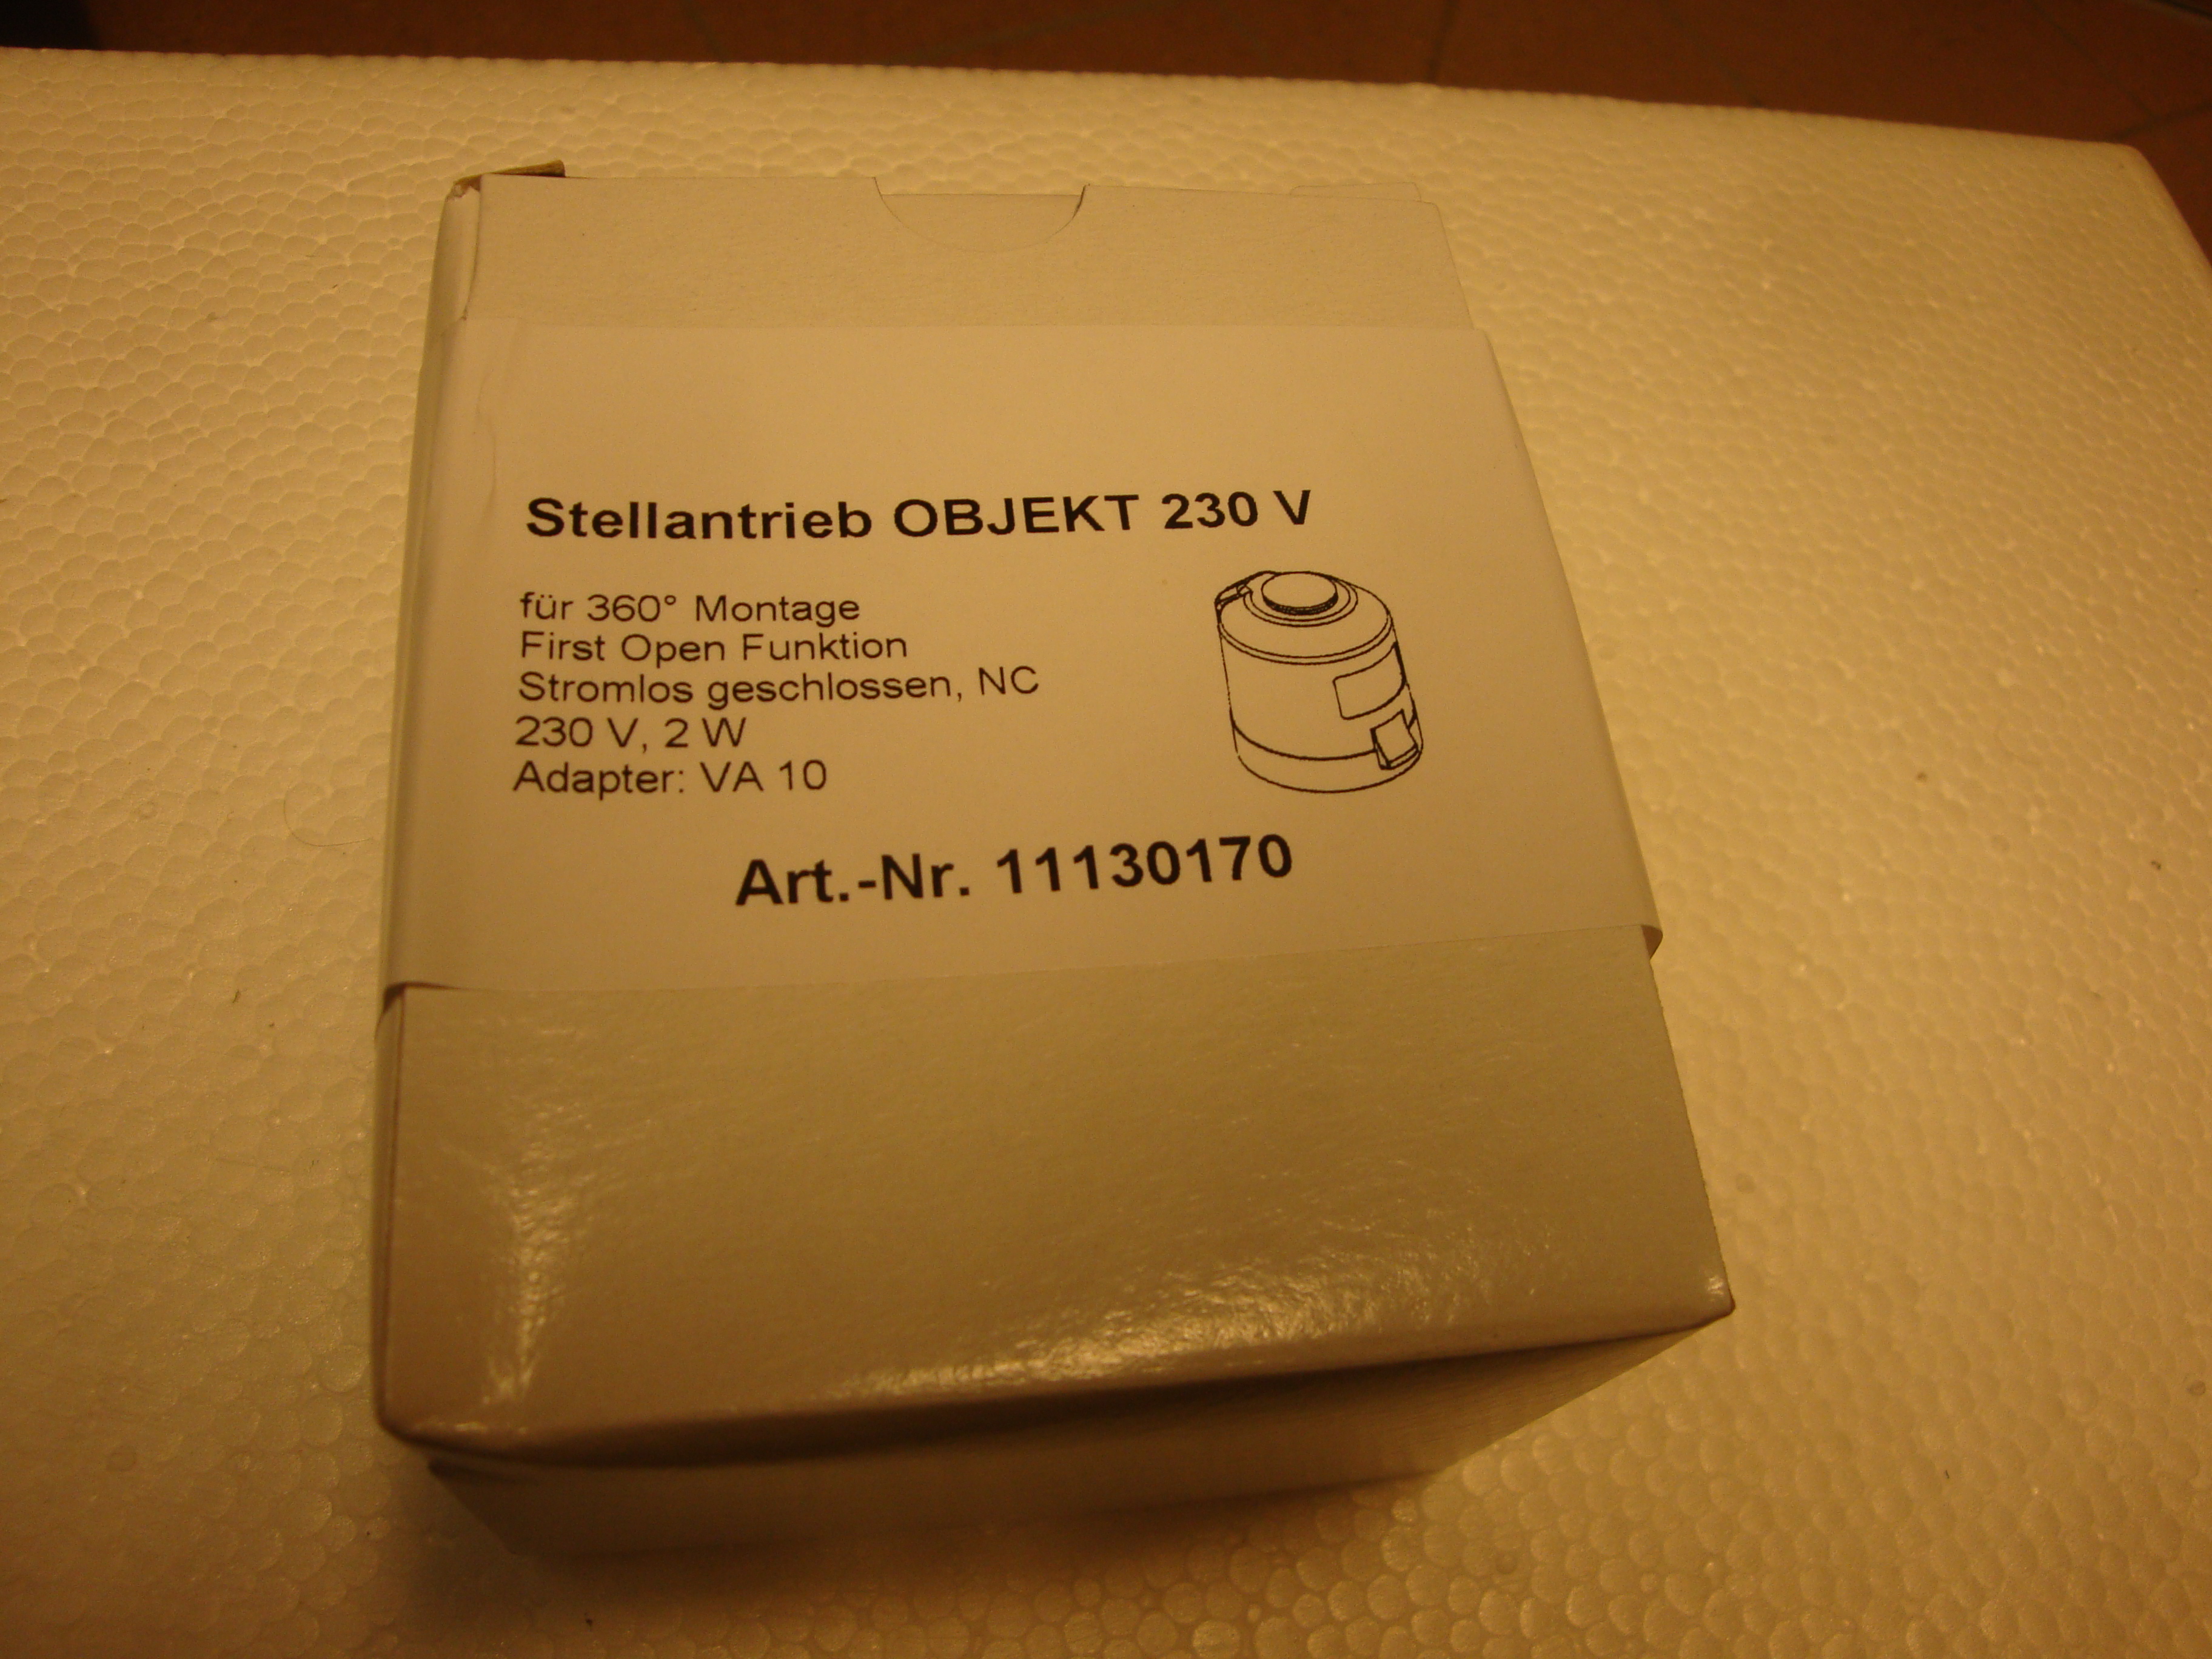 Stellantrieb OBJEKT 230 V
für 360° Montage
First Open Funktion
Stromlos geschlossen, NC
230 V, 2 W
Adapter: VA 10
Art.-Nr. 11130170